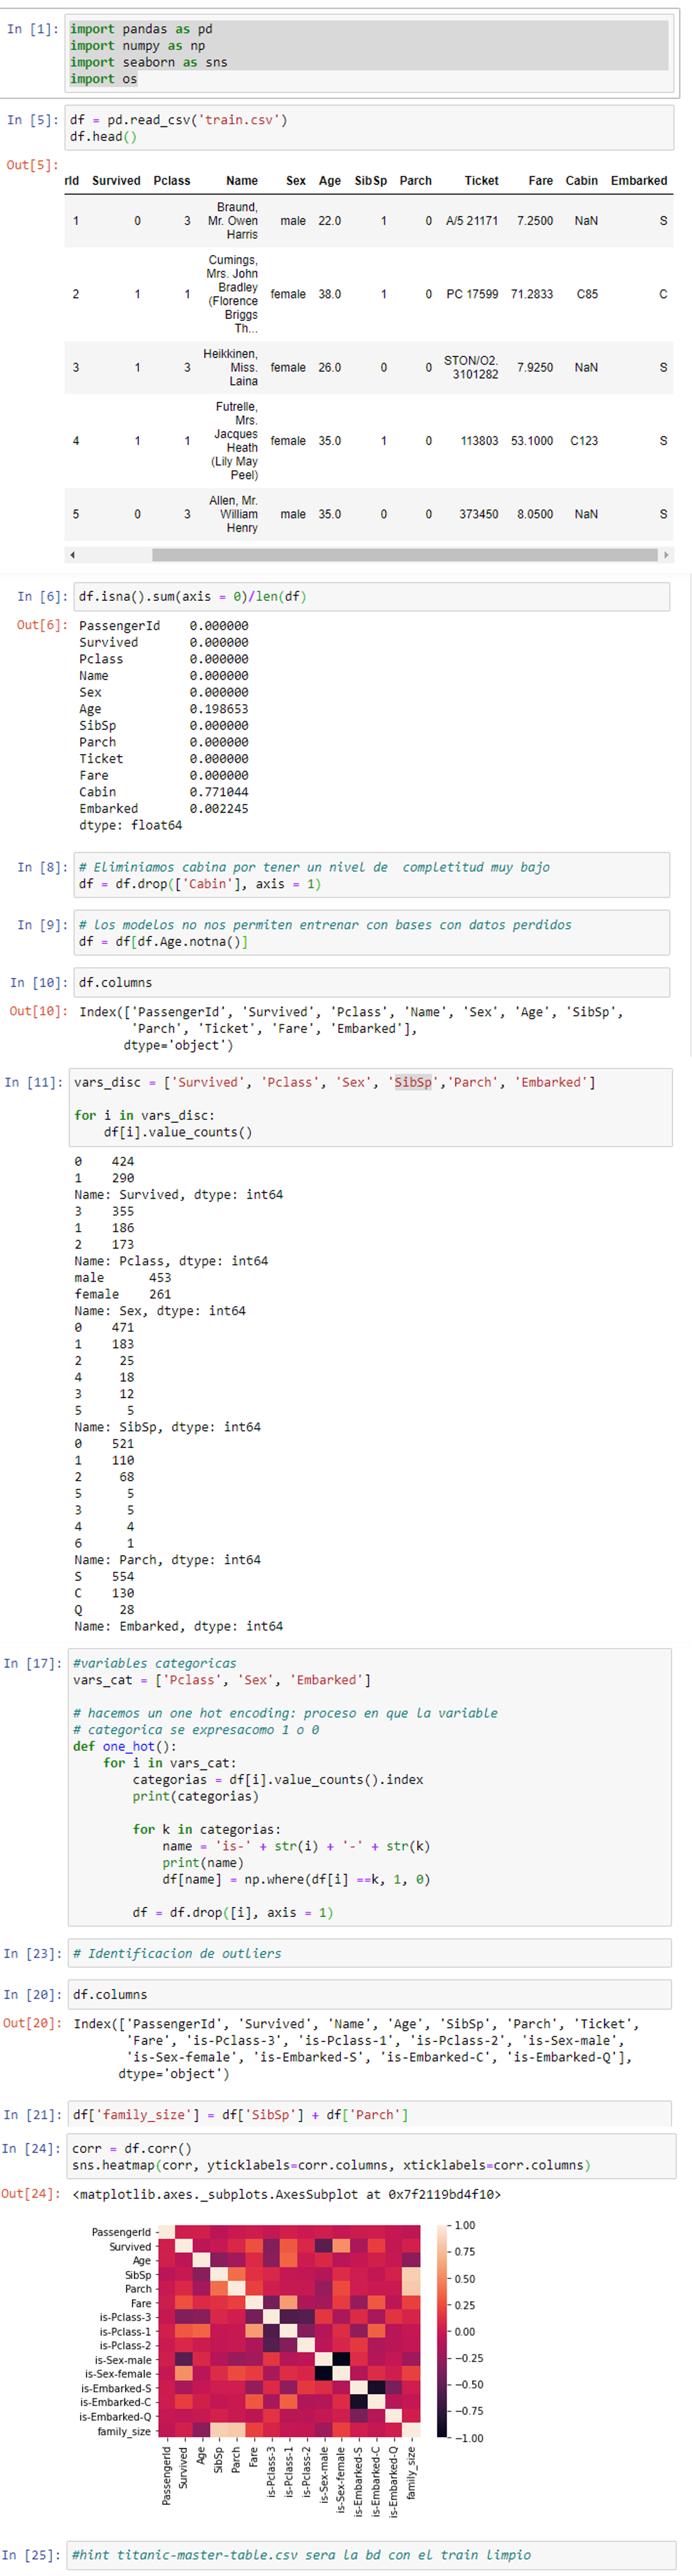 In [1]: import pandas as pd
import numpy as np
import seaborn as sns
import os
In [5]: df = pd.read_csv('train.csv')
df.head()
Out[5]:
rId Survived Pclass Name Sex Age SibSp Parch Ticket Fare Cabin Embarked
1 0 3 Braund, Mr. Owen Harris male 22.0 1 0 A/5 21171 7.2500 NaN S
2 1 1 Cumings, Mrs. John Bradley (Florence Briggs Th... female 38.0 1 0 PC 17599 71.2833 C85 C
3 1 3 Heikkinen, Miss. Laina female 26.0 0 0 STON/O2. 3101282 7.9250 NaN S
4 1 1 Futrelle, Mrs. Jacques Heath (Lily May Peel) female 35.0 1 0 113803 53.1000 C123 S
5 0 3 Allen, Mr. William Henry male 35.0 0 0 373450 8.0500 NaN S
In [6]: df.isna().sum(axis = 0)/len(df)
Out[6]: PassengerId 0.000000
Survived 0.000000
Pclass 0.000000
Name 0.000000
Sex 0.000000
Age 0.198653
SibSp 0.000000
Parch 0.000000
Ticket 0.000000
Fare 0.000000
Cabin 0.771044
Embarked 0.002245
dtype: float64
In [8]: # Eliminiamos cabina por tener un nivel de completitud muy bajo
df = df.drop(['Cabin'], axis = 1)
In [9]: # los modelos no nos permiten entrenar con bases con datos perdidos
df = df[df.Age.notna()]
In [10]: df.columns
Out[10]: Index(['PassengerId', 'Survived', 'Pclass', 'Name', 'Sex', 'Age', 'SibSp',
'Parch', 'Ticket', 'Fare', 'Embarked'],
dtype='object')
In [11]: vars_disc = ['Survived', 'Pclass', 'Sex', 'SibSp','Parch', 'Embarked']
for i in vars_disc:
df[i].value_counts()
0 424
1 290
Name: Survived, dtype: int64
3 355
1 186
2 173
Name: Pclass, dtype: int64
male 453
female 261
Name: Sex, dtype: int64
0 471
1 183
2 25
4 18
3 12
5 5
Name: SibSp, dtype: int64
0 521
1 110
2 68
5 5
3 5
4 4
6 1
Name: Parch, dtype: int64
S 554
C 130
Q 28
Name: Embarked, dtype: int64
In [17]: #variables categoricas
vars_cat = ['Pclass', 'Sex', 'Embarked']
# hacemos un one hot encoding: proceso en que la variable
# categorica se expresacomo 1 o 0
def one_hot():
for i in vars_cat:
categorias = df[i].value_counts().index
print(categorias)
for k in categorias:
name = 'is-' + str(i) + '-' + str(k)
print(name)
df[name] = np.where(df[i] ==k, 1, 0)
df = df.drop([i], axis = 1)
In [23]: # Identificacion de outliers
In [20]: df.columns
Out[20]: Index(['PassengerId', 'Survived', 'Name', 'Age', 'SibSp', 'Parch', 'Ticket',
'Fare', 'is-Pclass-3', 'is-Pclass-1', 'is-Pclass-2', 'is-Sex-male',
'is-Sex-female', 'is-Embarked-S', 'is-Embarked-C', 'is-Embarked-Q'],
dtype='object')
In [21]: df['family_size'] = df['SibSp'] + df['Parch']
In [24]: corr = df.corr()
sns.heatmap(corr, yticklabels=corr.columns, xticklabels=corr.columns)
Out[24]: <matplotlib.axes._subplots.AxesSubplot at 0x7f2119bd4f10>
PassengerId
Survived
Age
SibSp
Parch
Fare
is-Pclass-3
is-Pclass-1
is-Pclass-2
is-Sex-male
is-Sex-female
is-Embarked-S
is-Embarked-C
is-Embarked-Q
family_size
1.00
0.75
0.50
0.25
0.00
−0.25
−0.50
−0.75
−1.00
PassengerId
Survived
Age
SibSp
Parch
Fare
is-Pclass-3
is-Pclass-1
is-Pclass-2
is-Sex-male
is-Sex-female
is-Embarked-S
is-Embarked-C
is-Embarked-Q
family_size
In [25]: #hint titanic-master-table.csv sera la bd con el train limpio